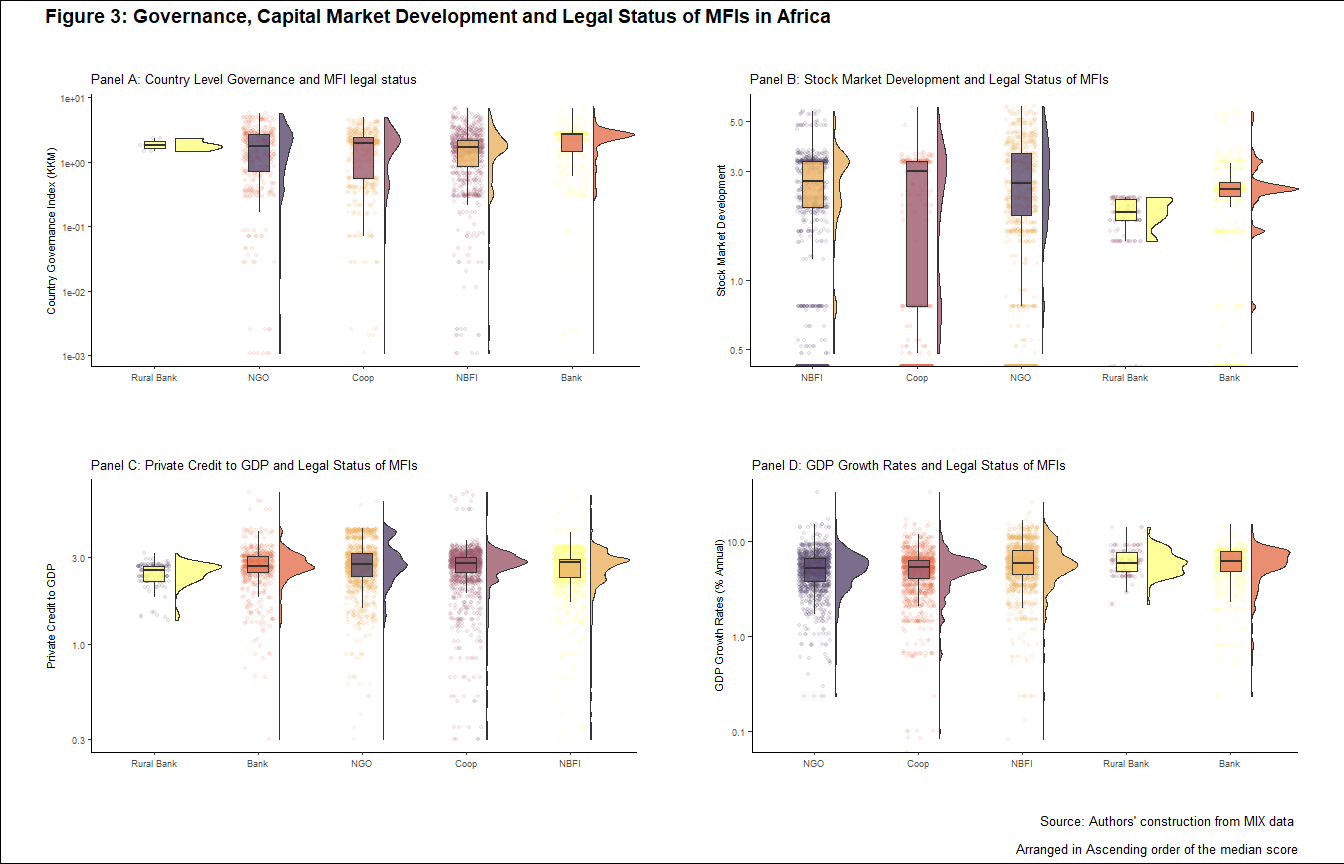 Figure 3: Governance, Capital Market Development and Legal Status of MFIs in Africa
Panel A: Country Level Governance and MFI legal status
Country Governance Index (KKM)
1e+01
1e+00
1e-01
1e-02
1e-03
Rural Bank NGO Coop NBFI Bank
Panel B: Stock Market Development and Legal Status of MFIs
Stock Market Development
5.0
3.0
1.0
0.5
NBFI Coop NGO Rural Bank Bank
Panel C: Private Credit to GDP and Legal Status of MFIs
Private Credit to GDP
3.0
1.0
0.3
Rural Bank Bank NGO Coop NBFI
Panel D: GDP Growth Rates and Legal Status of MFIs
GDP Growth Rates (% Annual)
10.0
1.0
0.1
NGO Coop NBFI Rural Bank Bank
Source: Authors' construction from MIX data
Arranged in Ascending order of the median score